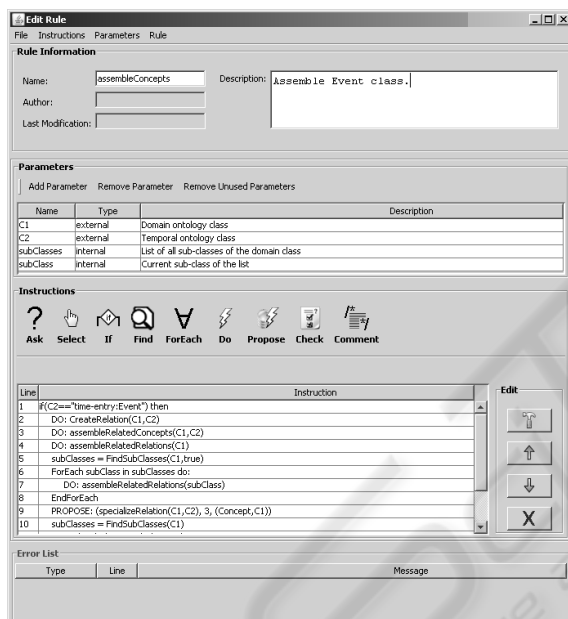 Edit Rule
File Instructions Parameters Rule
Rule Information
Name: assembleConcepts Description: Assemble Event class.
Author:
Last Modification:
Parameters
Add Parameter Remove Parameter Remove Unused Parameters
Name Type Description
C1 external Domain ontology class
C2 external Temporal ontology class
subClasses internal List of all sub-classes of the domain class
subClass internal Current sub-class of the list
Instructions
? if /* */
Ask Select If Find ForEach Do Propose Check Comment
Line Instruction Edit
1 if(C2=="time-entry:Event") then
2 DO: CreateRelation(C1,C2)
3 DO: assembleRelatedConcepts(C1,C2)
4 DO: assembleRelatedRelations(C1)
5 subClasses = FindSubClasses(C1,true)
6 ForEach subClass in subClasses do:
7 DO: assembleRelatedRelations(subClass)
8 EndForEach
9 PROPOSE: (specializeRelation(C1,C2), 3, (Concept,C1))
10 subClasses = FindSubClasses(C1)
X
Error List
Type Line Message